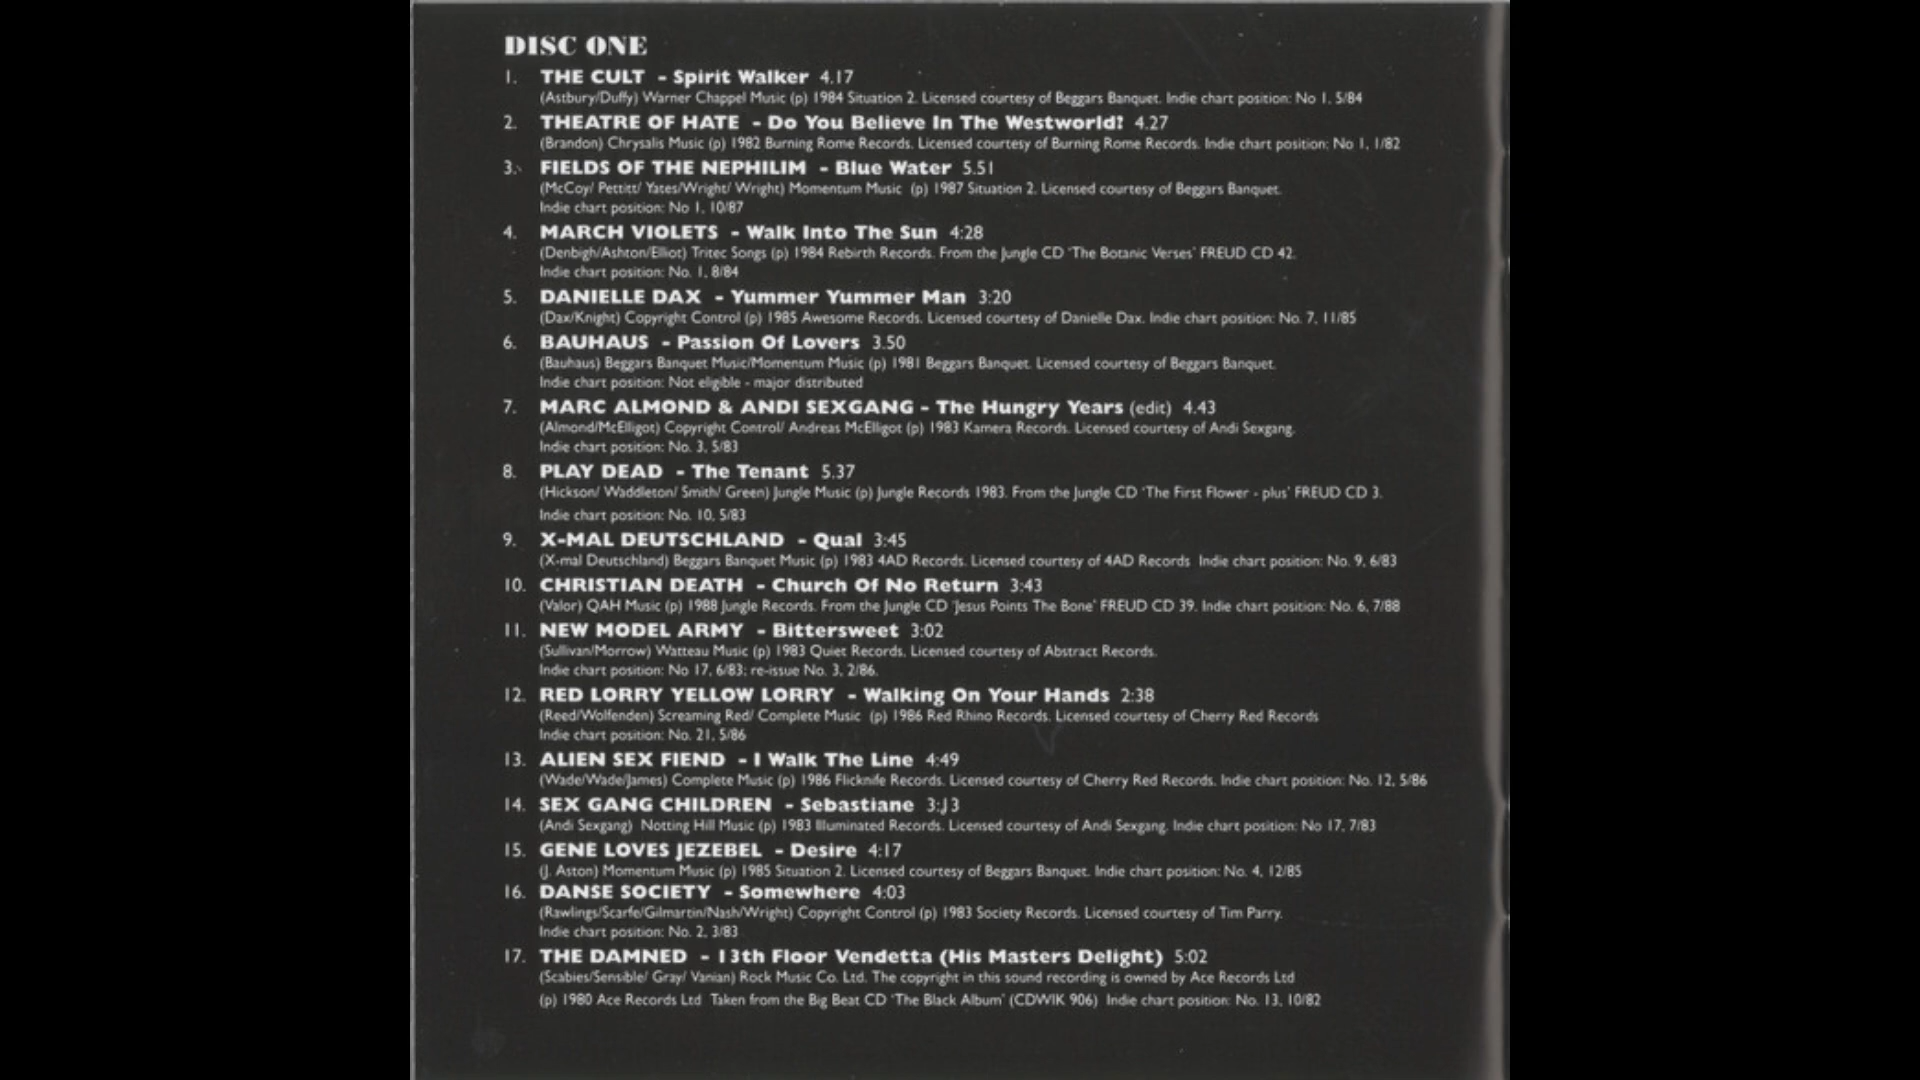 DISC ONE
1. THE CULT - Spirit Walker 4.17
(Astbury/Duffy) Warner Chappel Music (p) 1984 Situation 2. Licensed courtesy of Beggars Banquet. Indie chart position: No 1, 5/84
2. THEATRE OF HATE - Do You Believe In The Westworld? 4.27
(Brandon) Chrysalis Music (p) 1982 Burning Rome Records. Licensed courtesy of Burning Rome Records. Indie chart position: No 1, 1/82
3. FIELDS OF THE NEPHILIM - Blue Water 5.51
(McCoy/ Pettitt/ Yates/Wright/ Wright) Momentum Music (p) 1987 Situation 2. Licensed courtesy of Beggars Banquet.
Indie chart position: No 1, 10/87
4. MARCH VIOLETS - Walk Into The Sun 4:28
(Denbigh/Ashton/Elliot) Tritec Songs (p) 1984 Rebirth Records. From the Jungle CD 'The Botanic Verses' FREUD CD 42.
Indie chart position: No. 1, 8/84
5. DANIELLE DAX - Yummer Yummer Man 3:20
(Dax/Knight) Copyright Control (p) 1985 Awesome Records. Licensed courtesy of Danielle Dax. Indie chart position: No. 7, 11/85
6. BAUHAUS - Passion Of Lovers 3.50
(Bauhaus) Beggars Banquet Music/Momentum Music (p) 1981 Beggars Banquet. Licensed courtesy of Beggars Banquet.
Indie chart position: Not eligible - major distributed
7. MARC ALMOND & ANDI SEXGANG - The Hungry Years (edit) 4.43
(Almond/McElligot) Copyright Control/ Andreas McElligot (p) 1983 Kamera Records. Licensed courtesy of Andi Sexgang.
Indie chart position: No. 3, 5/83
8. PLAY DEAD - The Tenant 5.37
(Hickson/ Waddleton/ Smith/ Green) Jungle Music (p) Jungle Records 1983. From the Jungle CD 'The First Flower - plus' FREUD CD 3.
Indie chart position: No. 10, 5/83
9. X-MAL DEUTSCHLAND - Qual 3:45
(X-mal Deutschland) Beggars Banquet Music (p) 1983 4AD Records. Licensed courtesy of 4AD Records Indie chart position: No. 9, 6/83
10. CHRISTIAN DEATH - Church Of No Return 3:43
(Valor) QAH Music (p) 1988 Jungle Records. From the Jungle CD 'Jesus Points The Bone' FREUD CD 39. Indie chart position: No. 6, 7/88
11. NEW MODEL ARMY - Bittersweet 3:02
(Sullivan/Morrow) Watteau Music (p) 1983 Quiet Records. Licensed courtesy of Abstract Records.
Indie chart position: No 17, 6/83; re-issue No. 3, 2/86.
12. RED LORRY YELLOW LORRY - Walking On Your Hands 2:38
(Reed/Wolfenden) Screaming Red/ Complete Music (p) 1986 Red Rhino Records. Licensed courtesy of Cherry Red Records
Indie chart position: No. 21, 5/86
13. ALIEN SEX FIEND - I Walk The Line 4:49
(Wade/Wade/James) Complete Music (p) 1986 Flicknife Records. Licensed courtesy of Cherry Red Records. Indie chart position: No. 12, 5/86
14. SEX GANG CHILDREN - Sebastiane 3:13
(Andi Sexgang) Notting Hill Music (p) 1983 Illuminated Records. Licensed courtesy of Andi Sexgang. Indie chart position: No 17, 7/83
15. GENE LOVES JEZEBEL - Desire 4:17
(J. Aston) Momentum Music (p) 1985 Situation 2. Licensed courtesy of Beggars Banquet. Indie chart position: No. 4, 12/85
16. DANSE SOCIETY - Somewhere 4:03
(Rawlings/Scarfe/Gilmartin/Nash/Wright) Copyright Control (p) 1983 Society Records. Licensed courtesy of Tim Parry.
Indie chart position: No. 2, 3/83
17. THE DAMNED - 13th Floor Vendetta (His Masters Delight) 5:02
(Scabies/Sensible/ Gray/ Vanian) Rock Music Co. Ltd. The copyright in this sound recording is owned by Ace Records Ltd
(p) 1980 Ace Records Ltd Taken from the Big Beat CD 'The Black Album' (CDWIK 906) Indie chart position: No. 13, 10/82